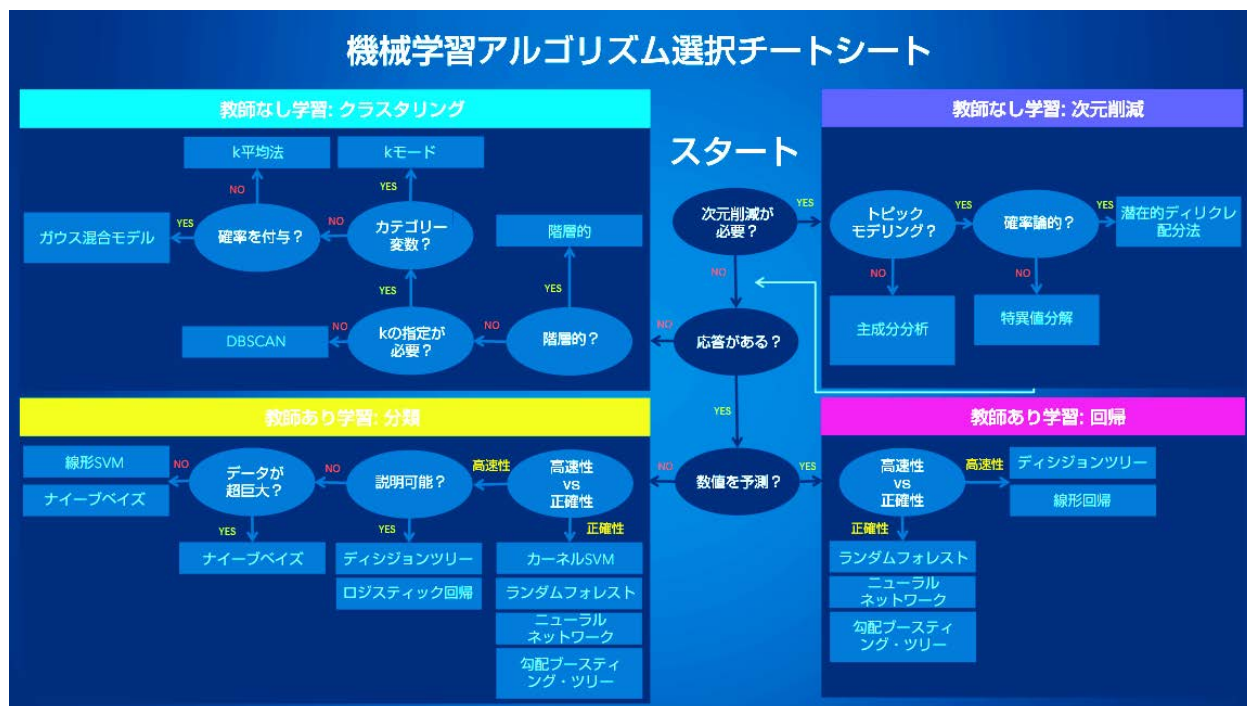 機械学習アルゴリズム選択チートシート
教師なし学習: クラスタリング
k平均法
kモード
NO
YES
ガウス混合モデル
YES
確率を付与？
NO
カテゴリー
変数？
階層的
YES
YES
DBSCAN
NO
kの指定が
必要？
NO
階層的？
スタート
次元削減が
必要？
YES
NO
NO
応答がある？
YES
NO
数値を予測？
YES
教師なし学習: 次元削減
トピック
モデリング？
YES
確率論的？
YES
潜在的ディリクレ
配分法
NO
NO
主成分分析
特異値分解
教師あり学習: 分類
線形SVM
ナイーブベイズ
NO
データが
超巨大？
NO
説明可能？
高速性
高速性
vs
正確性
YES
YES
正確性
ナイーブベイズ
ディシジョンツリー
ロジスティック回帰
カーネルSVM
ランダムフォレスト
ニューラル
ネットワーク
勾配ブースティ
ング・ツリー
教師あり学習: 回帰
高速性
vs
正確性
高速性
ディシジョンツリー
線形回帰
正確性
ランダムフォレスト
ニューラル
ネットワーク
勾配ブースティ
ング・ツリー